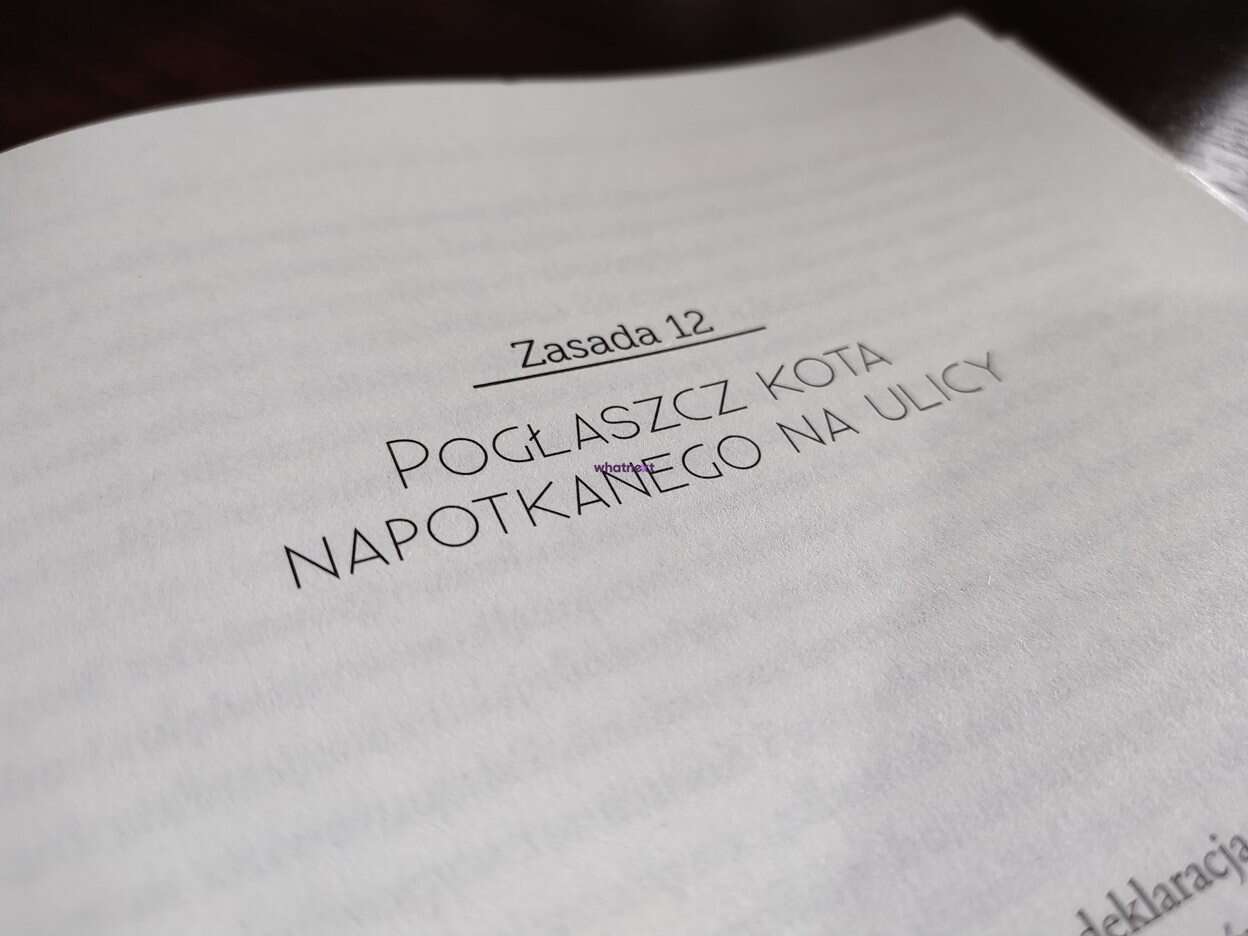 Zasada 12
Pogłaszcz kota
napotkanego na ulicy
whatnext
deklaracja